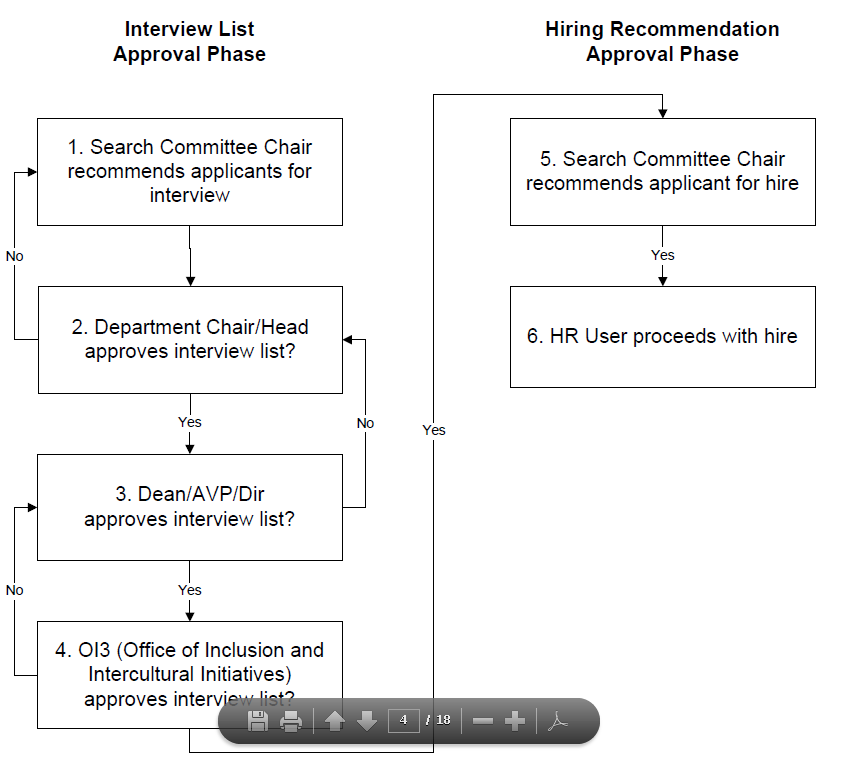 Interview List
Approval Phase
1. Search Committee Chair
recommends applicants for
interview
No
2. Department Chair/Head
approves interview list?
Yes
No
3. Dean/AVP/Dir
approves interview list?
No
Yes
4. OI3 (Office of Inclusion and
Intercultural Initiatives)
approves interview list?
Yes
Hiring Recommendation
Approval Phase
5. Search Committee Chair
recommends applicant for hire
Yes
6. HR User proceeds with hire
4 / 18